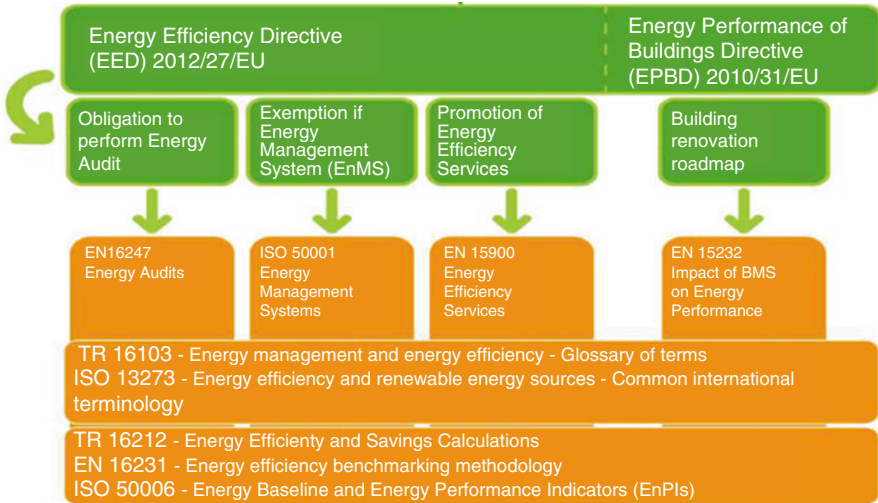 Energy Efficiency Directive
(EED) 2012/27/EU
Energy Performance of
Buildings Directive
(EPBD) 2010/31/EU
Obligation to
perform Energy
Audit
Exemption if
Energy
Management
System (EnMS)
Promotion of
Energy
Efficiency
Services
Building
renovation
roadmap
EN16247
Energy Audits
ISO 50001
Energy
Management
Systems
EN 15900
Energy
Efficiency
Services
EN 15232
Impact of BMS
on Energy
Performance
TR 16103 - Energy management and energy efficiency - Glossary of terms
ISO 13273 - Energy efficiency and renewable energy sources - Common international
terminology
TR 16212 - Energy Efficienty and Savings Calculations
EN 16231 - Energy efficiency benchmarking methodology
ISO 50006 - Energy Baseline and Energy Performance Indicators (EnPIs)